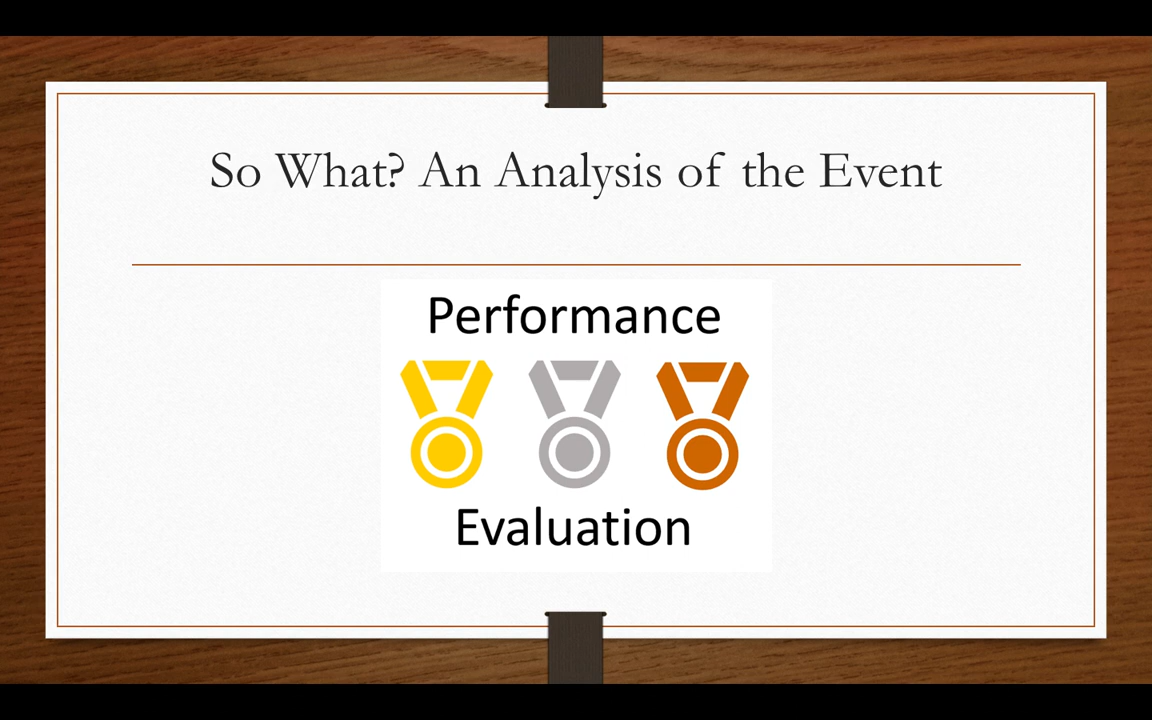 So What? An Analysis of the Event
Performance
Evaluation